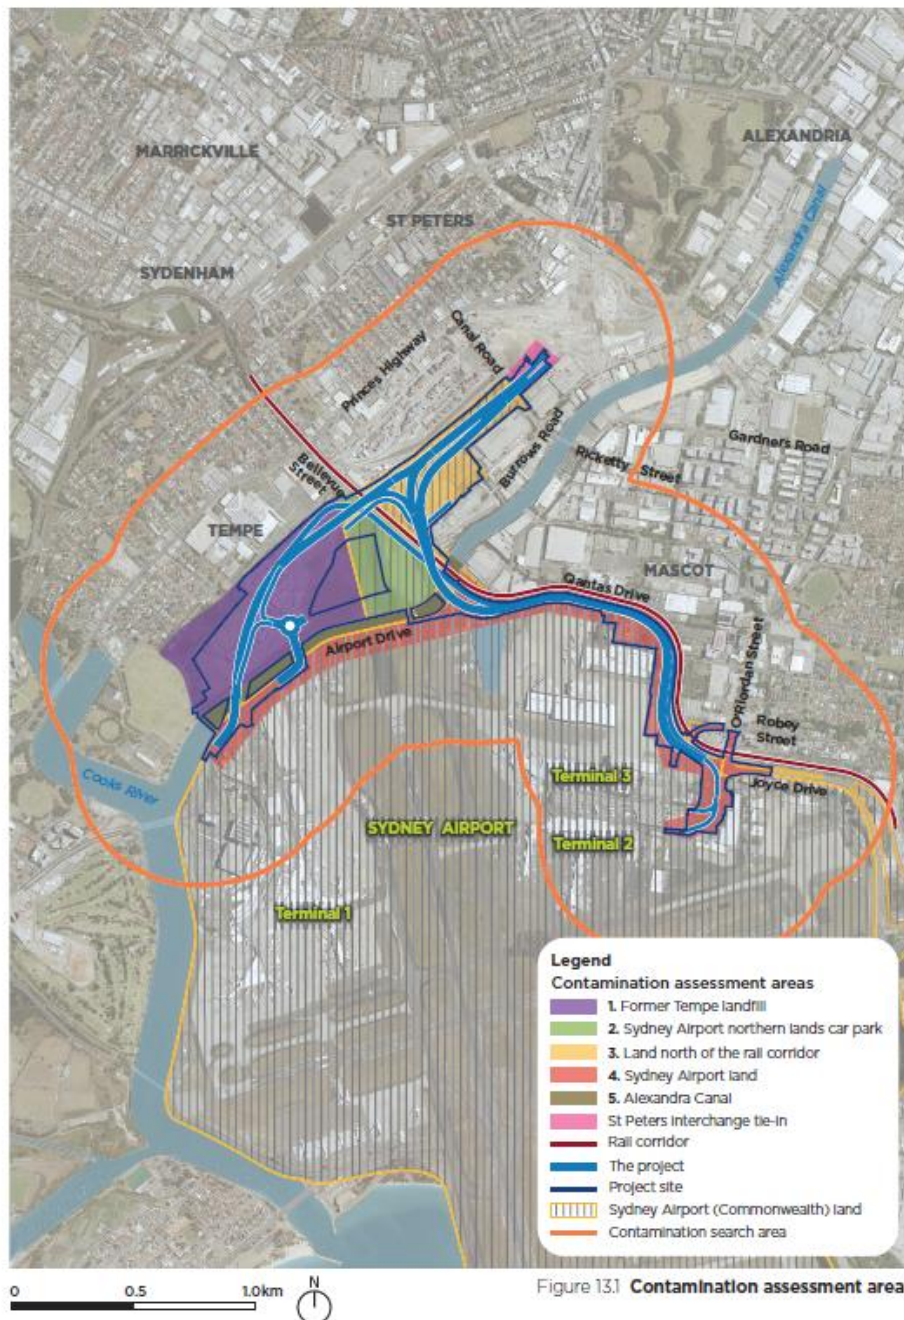 MARRICKVILLE
ALEXANDRIA
ST PETERS
Alexandra Canal
SYDENHAM
Canal Road
Princes Highway
Burrows Road
Gardners Road
Ricketty Street
Bellevue
Street
TEMPE
MASCOT
Qantas Drive
Airport Drive
O'Riordan Street
Robey
Street
Joyce Drive
Cooks River
Terminal 3
SYDNEY AIRPORT
Terminal 2
Terminal 1
Legend
Contamination assessment areas
1. Former Tempe landfill
2. Sydney Airport northern lands car park
3. Land north of the rail corridor
4. Sydney Airport land
5. Alexandra Canal
St Peters Interchange tie-in
Rail corridor
The project
Project site
Sydney Airport (Commonwealth) land
Contamination search area
0 0.5 1.0km
N
Figure 13.1 Contamination assessment area